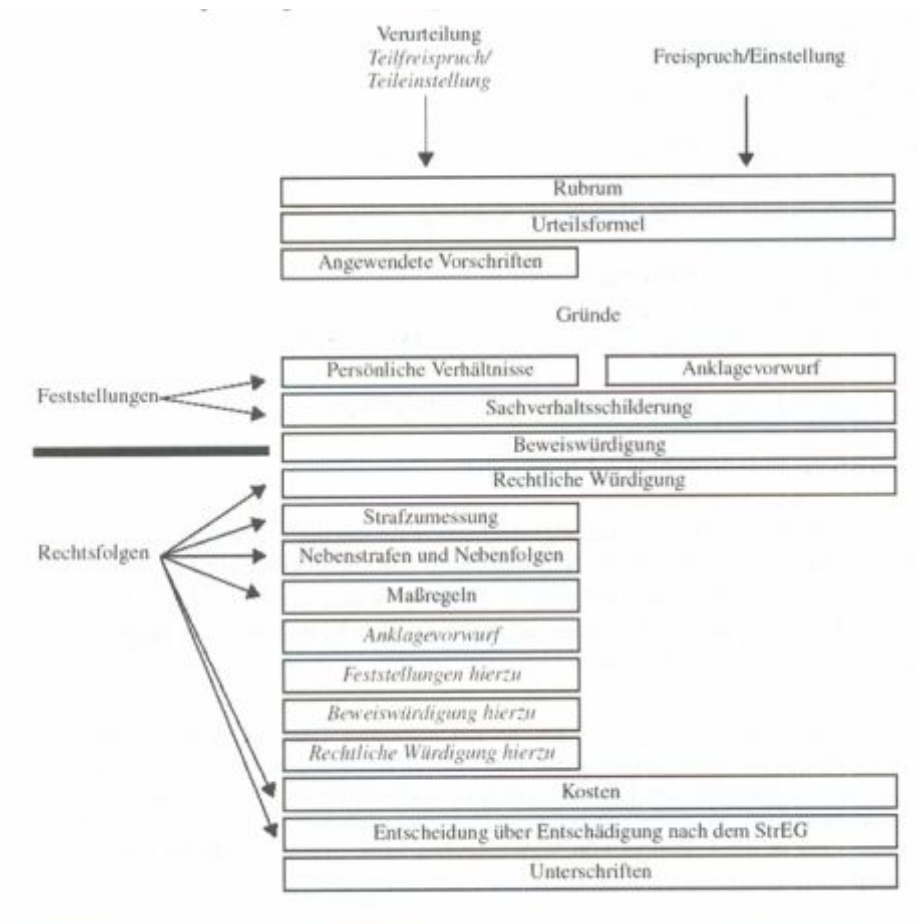 Verurteilung
Teilfreispruch/
Teileinstellung
Freispruch/Einstellung
Rubrum
Urteilsformel
Angewendete Vorschriften
Gründe
Persönliche Verhältnisse
Anklagevorwurf
Feststellungen
Sachverhaltsschilderung
Beweiswürdigung
Rechtliche Würdigung
Strafzumessung
Rechtsfolgen
Nebenstrafen und Nebenfolgen
Maßregeln
Anklagevorwurf
Feststellungen hierzu
Beweiswürdigung hierzu
Rechtliche Würdigung hierzu
Kosten
Entscheidung über Entschädigung nach dem StrEG
Unterschriften